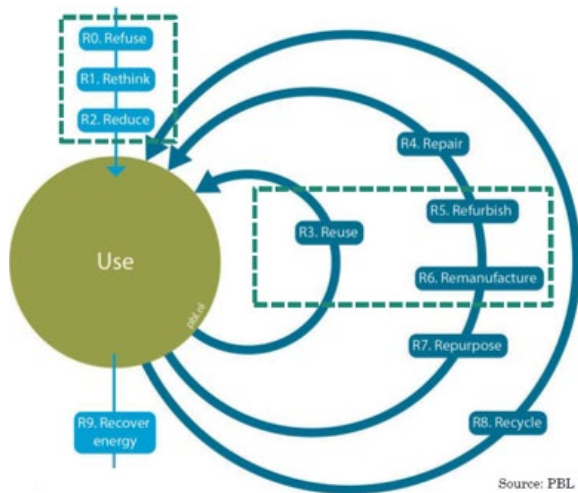 R0. Refuse
R1. Rethink
R2. Reduce
R4. Repair
R5. Refurbish
R3. Reuse
Use
R6. Remanufacture
pbl.nl
R7. Repurpose
R8. Recycle
R9. Recover
energy
Source: PBL